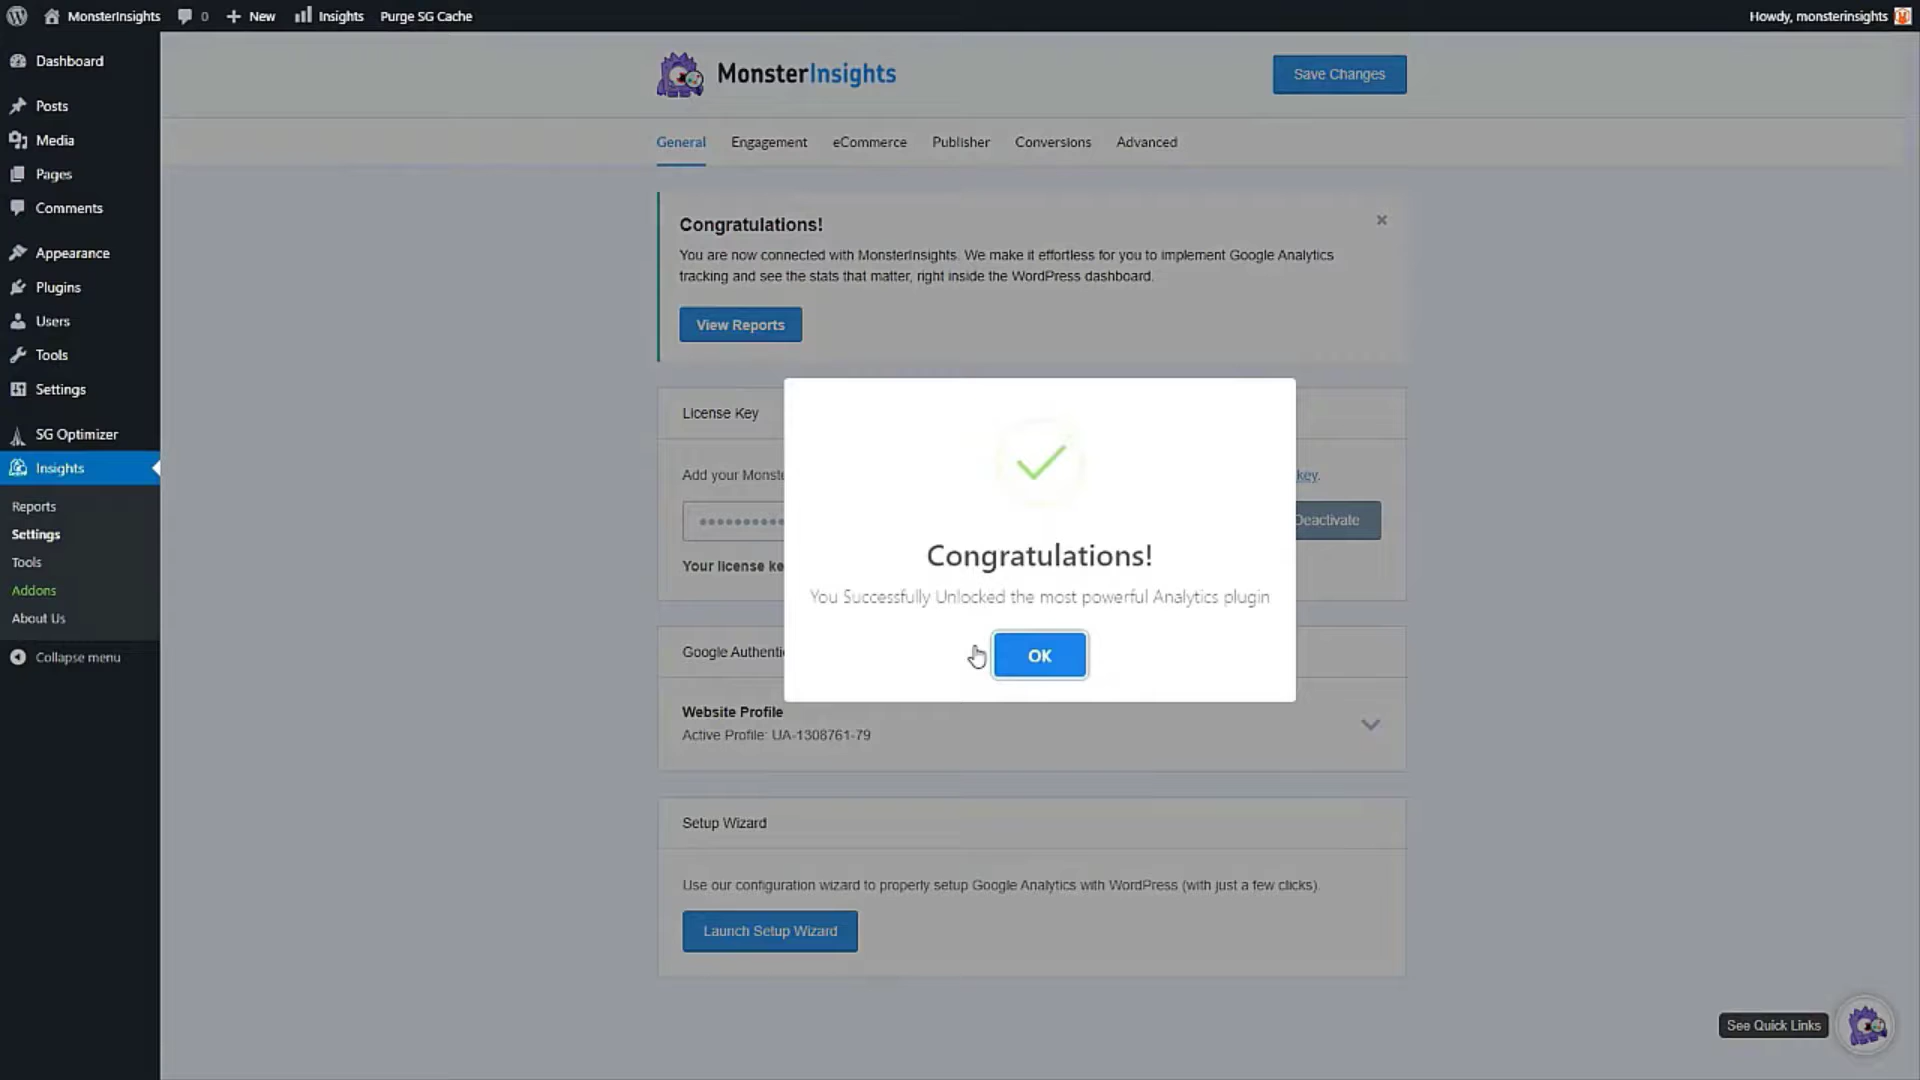 MonsterInsights
0
New
Insights
Purge SG Cache
Howdy, monsterinsights
Dashboard
Posts
Media
Pages
Comments
Appearance
Plugins
Users
Tools
Settings
SG Optimizer
Insights
Reports
Settings
Tools
Addons
About Us
Collapse menu
MonsterInsights
Save Changes
General
Engagement
eCommerce
Publisher
Conversions
Advanced
Congratulations!
You are now connected with MonsterInsights. We make it effortless for you to implement Google Analytics
tracking and see the stats that matter, right inside the WordPress dashboard.
View Reports
License Key
Add your Monste
key.
Deactivate
Your license ke
Congratulations!
You Successfully Unlocked the most powerful Analytics plugin
OK
Google Authenti
Website Profile
Active Profile: UA-1308761-79
Setup Wizard
Use our configuration wizard to properly setup Google Analytics with WordPress (with just a few clicks).
Launch Setup Wizard
See Quick Links